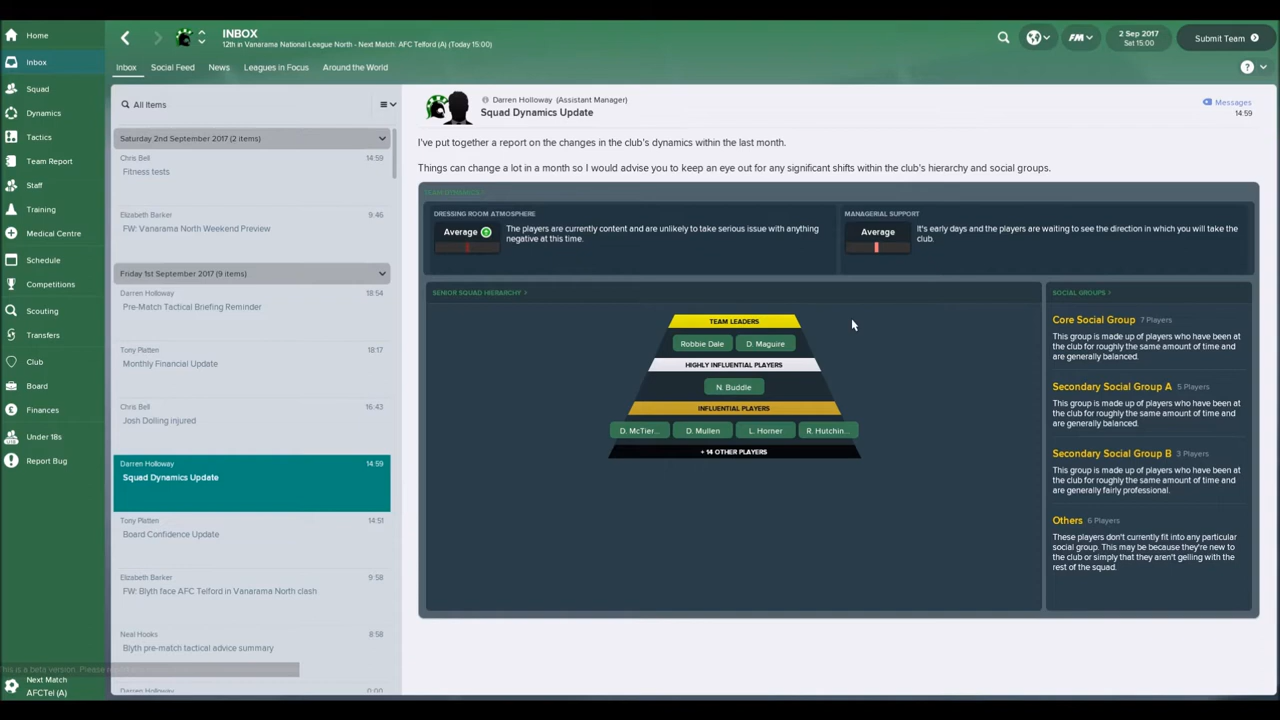 Home
INBOX
12th in Vanarama National League North - Next Match: AFC Telford (A) (Today 15:00)
FM
2 Sep 2017
Sat 15:00
Submit Team
Inbox
Inbox
Social Feed
News
Leagues in Focus
Around the World
?
Squad
Dynamics
Tactics
Team Report
Staff
Training
Medical Centre
Schedule
Competitions
Scouting
Transfers
Club
Board
Finances
Under 18s
Report Bug
Next Match
AFCTel (A)
All Items
Saturday 2nd September 2017 (2 items)
Chris Bell 14:59
Fitness tests
Elizabeth Barker 9:46
FW: Vanarama North Weekend Preview
Friday 1st September 2017 (9 items)
Darren Holloway 18:54
Pre-Match Tactical Briefing Reminder
Tony Platten 18:17
Monthly Financial Update
Chris Bell 16:43
Josh Dolling injured
Darren Holloway 14:59
Squad Dynamics Update
Tony Platten 14:51
Board Confidence Update
Elizabeth Barker 9:58
FW: Blyth face AFC Telford in Vanarama North clash
Neal Hooks 8:58
Blyth pre-match tactical advice summary
Darren Holloway 0:00
This is a beta version. Please
Darren Holloway (Assistant Manager)
Squad Dynamics Update
Messages
14:59
I've put together a report on the changes in the club's dynamics within the last month.
Things can change a lot in a month so I would advise you to keep an eye out for any significant shifts within the club's hierarchy and social groups.
TEAM DYNAMICS >
DRESSING ROOM ATMOSPHERE
Average
The players are currently content and are unlikely to take serious issue with anything
negative at this time.
MANAGERIAL SUPPORT
Average
It's early days and the players are waiting to see the direction in which you will take the
club.
SENIOR SQUAD HIERARCHY >
TEAM LEADERS
Robbie Dale
D. Maguire
HIGHLY INFLUENTIAL PLAYERS
N. Buddle
INFLUENTIAL PLAYERS
D. McTier...
D. Mullen
L. Horner
R. Hutchin...
+ 14 OTHER PLAYERS
SOCIAL GROUPS >
Core Social Group 7 Players
This group is made up of players who have been at
the club for roughly the same amount of time and
are generally balanced.
Secondary Social Group A 5 Players
This group is made up of players who have been at
the club for roughly the same amount of time and
are generally balanced.
Secondary Social Group B 3 Players
This group is made up of players who have been at
the club for roughly the same amount of time and
are generally fairly professional.
Others 6 Players
These players don't currently fit into any particular
social group. This may be because they're new to
the club or simply that they aren't gelling with the
rest of the squad.